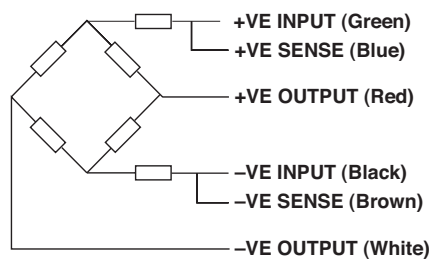 +VE INPUT (Green)
+VE SENSE (Blue)
+VE OUTPUT (Red)
–VE INPUT (Black)
–VE SENSE (Brown)
–VE OUTPUT (White)